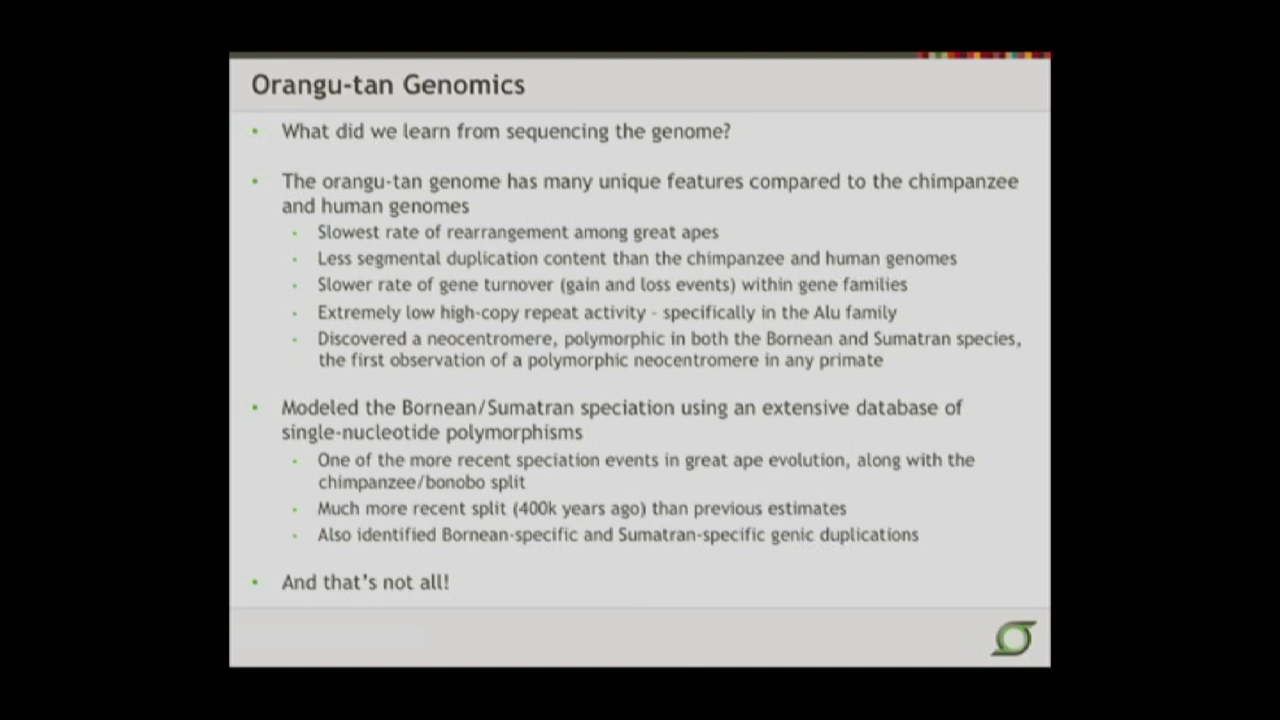 Orangu-tan Genomics
• What did we learn from sequencing the genome?
• The orangu-tan genome has many unique features compared to the chimpanzee
and human genomes
• Slowest rate of rearrangement among great apes
• Less segmental duplication content than the chimpanzee and human genomes
• Slower rate of gene turnover (gain and loss events) within gene families
• Extremely low high-copy repeat activity - specifically in the Alu family
• Discovered a neocentromere, polymorphic in both the Bornean and Sumatran species,
the first observation of a polymorphic neocentromere in any primate
• Modeled the Bornean/Sumatran speciation using an extensive database of
single-nucleotide polymorphisms
• One of the more recent speciation events in great ape evolution, along with the
chimpanzee/bonobo split
• Much more recent split (400k years ago) than previous estimates
• Also identified Bornean-specific and Sumatran-specific genic duplications
• And that's not all!